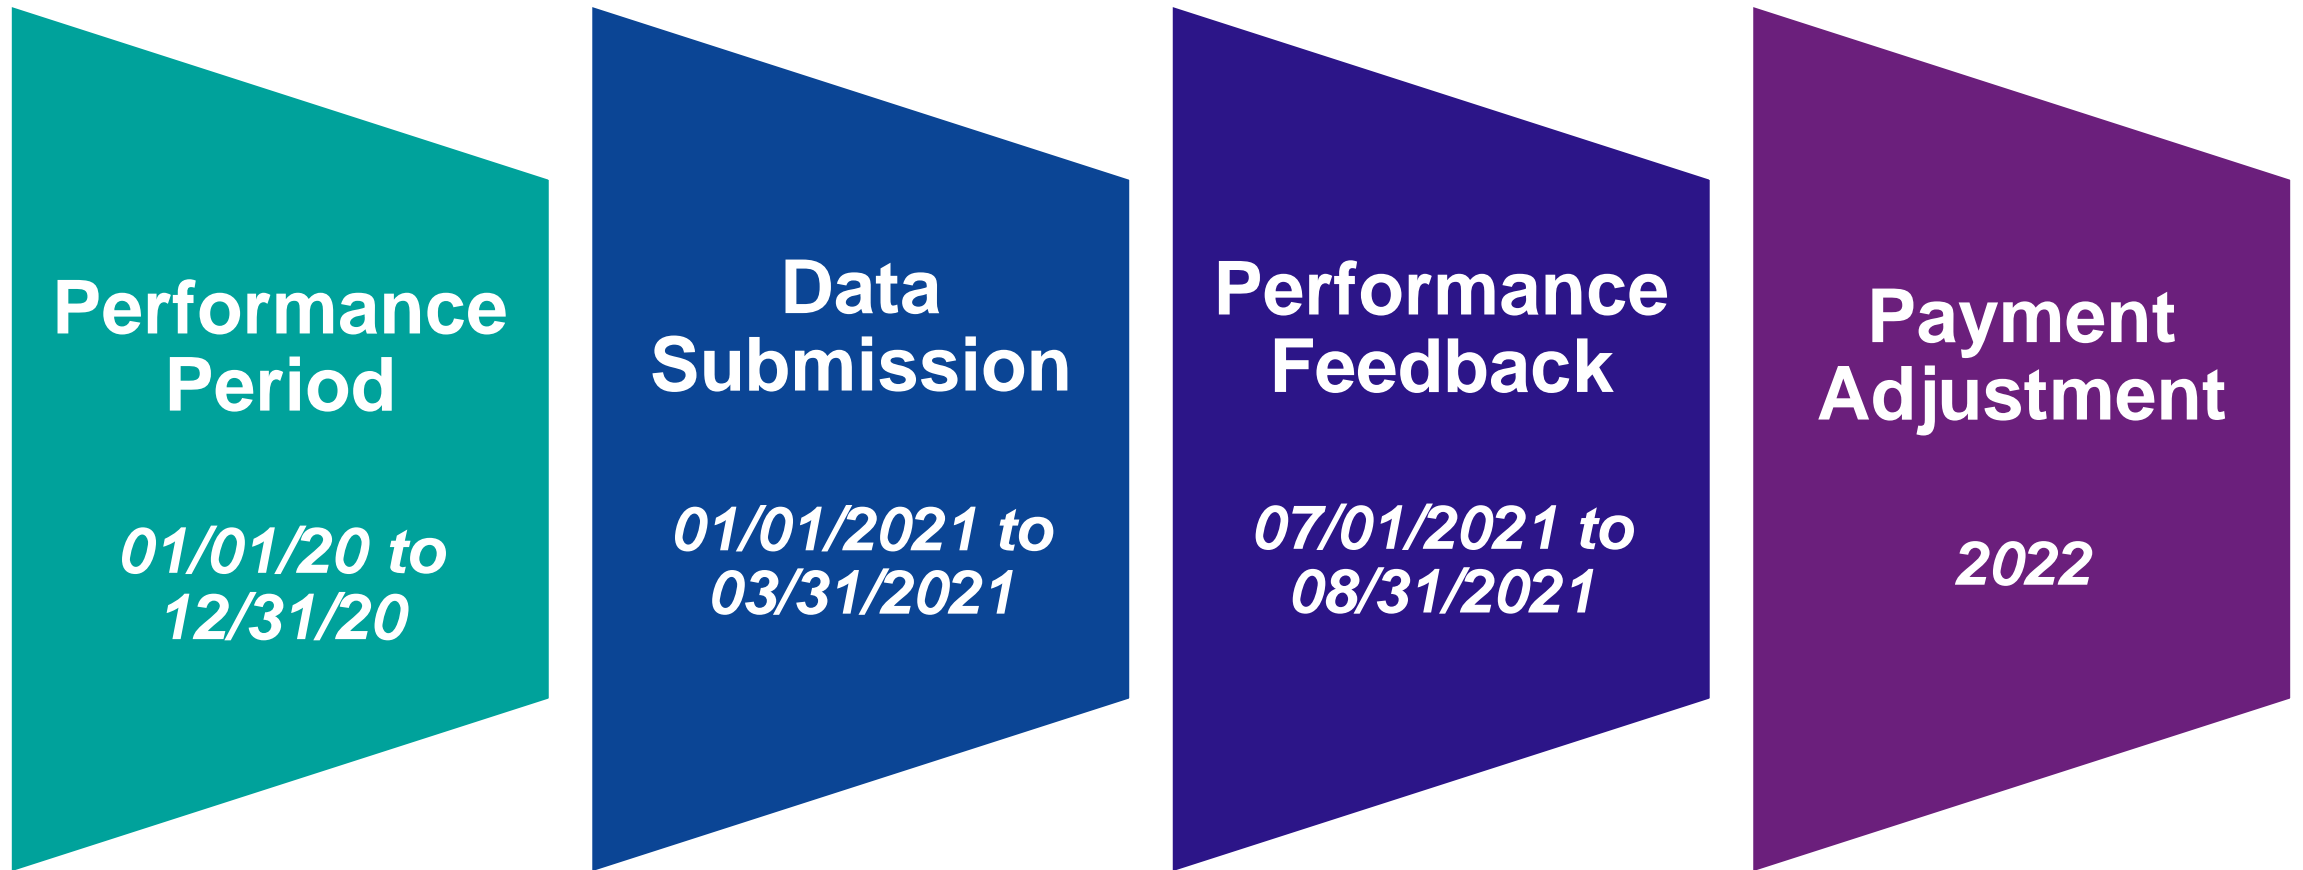 Performance
Period
01/01/20 to
12/31/20
Data
Submission
01/01/2021 to
03/31/2021
Performance
Feedback
07/01/2021 to
08/31/2021
Payment
Adjustment
2022